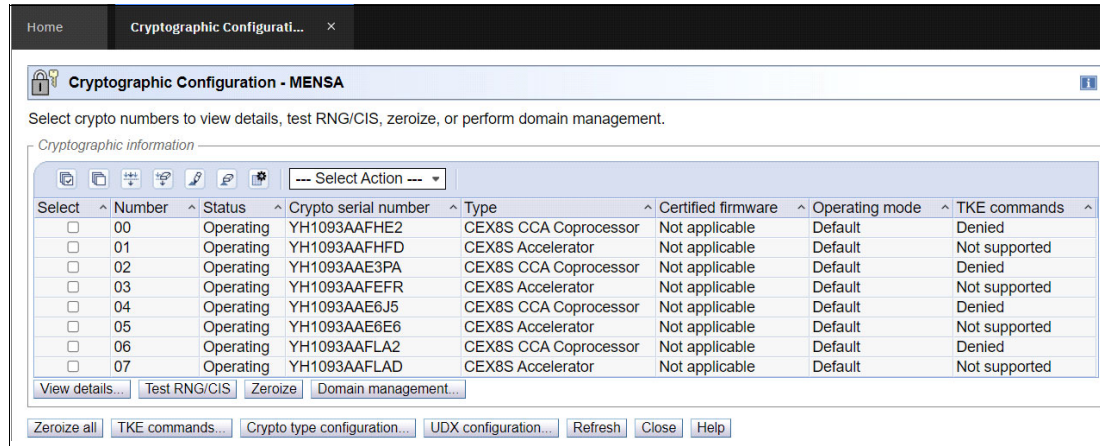 Home Cryptographic Configurati... ×
Cryptographic Configuration - MENSA
Select crypto numbers to view details, test RNG/CIS, zeroize, or perform domain management.
Cryptographic information
--- Select Action ---
Select Number Status Crypto serial number Type Certified firmware Operating mode TKE commands
00 Operating YH1093AAFHE2 CEX8S CCA Coprocessor Not applicable Default Denied
01 Operating YH1093AAFHFD CEX8S Accelerator Not applicable Default Not supported
02 Operating YH1093AAE3PA CEX8S CCA Coprocessor Not applicable Default Denied
03 Operating YH1093AAFEFR CEX8S Accelerator Not applicable Default Not supported
04 Operating YH1093AAE6J5 CEX8S CCA Coprocessor Not applicable Default Denied
05 Operating YH1093AAE6E6 CEX8S Accelerator Not applicable Default Not supported
06 Operating YH1093AAFLA2 CEX8S CCA Coprocessor Not applicable Default Denied
07 Operating YH1093AAFLAD CEX8S Accelerator Not applicable Default Not supported
View details... Test RNG/CIS Zeroize Domain management...
Zeroize all TKE commands... Crypto type configuration... UDX configuration... Refresh Close Help